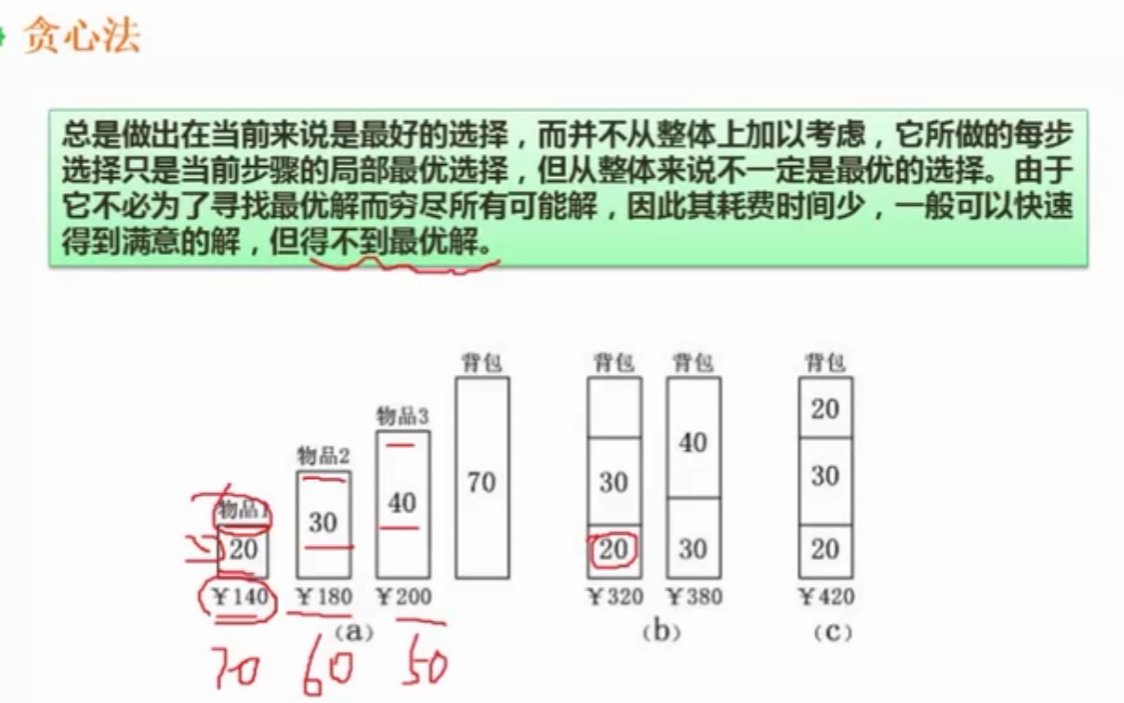 贪心法
总是做出在当前来说是最好的选择，而并不从整体上加以考虑，它所做的每步
选择只是当前步骤的局部最优选择，但从整体来说不一定是最优的选择。由于
它不必为了寻找最优解而穷尽所有可能解，因此其耗费时间少，一般可以快速
得到满意的解，但得不到最优解。
背包 背包 背包 背包
物品3
20
物品2
40
70
30
30
物品1
40
30
20
20
30
20
¥140 ¥180 ¥200 ¥320 ¥380 ¥420
(a) (b) (c)
70 60 50